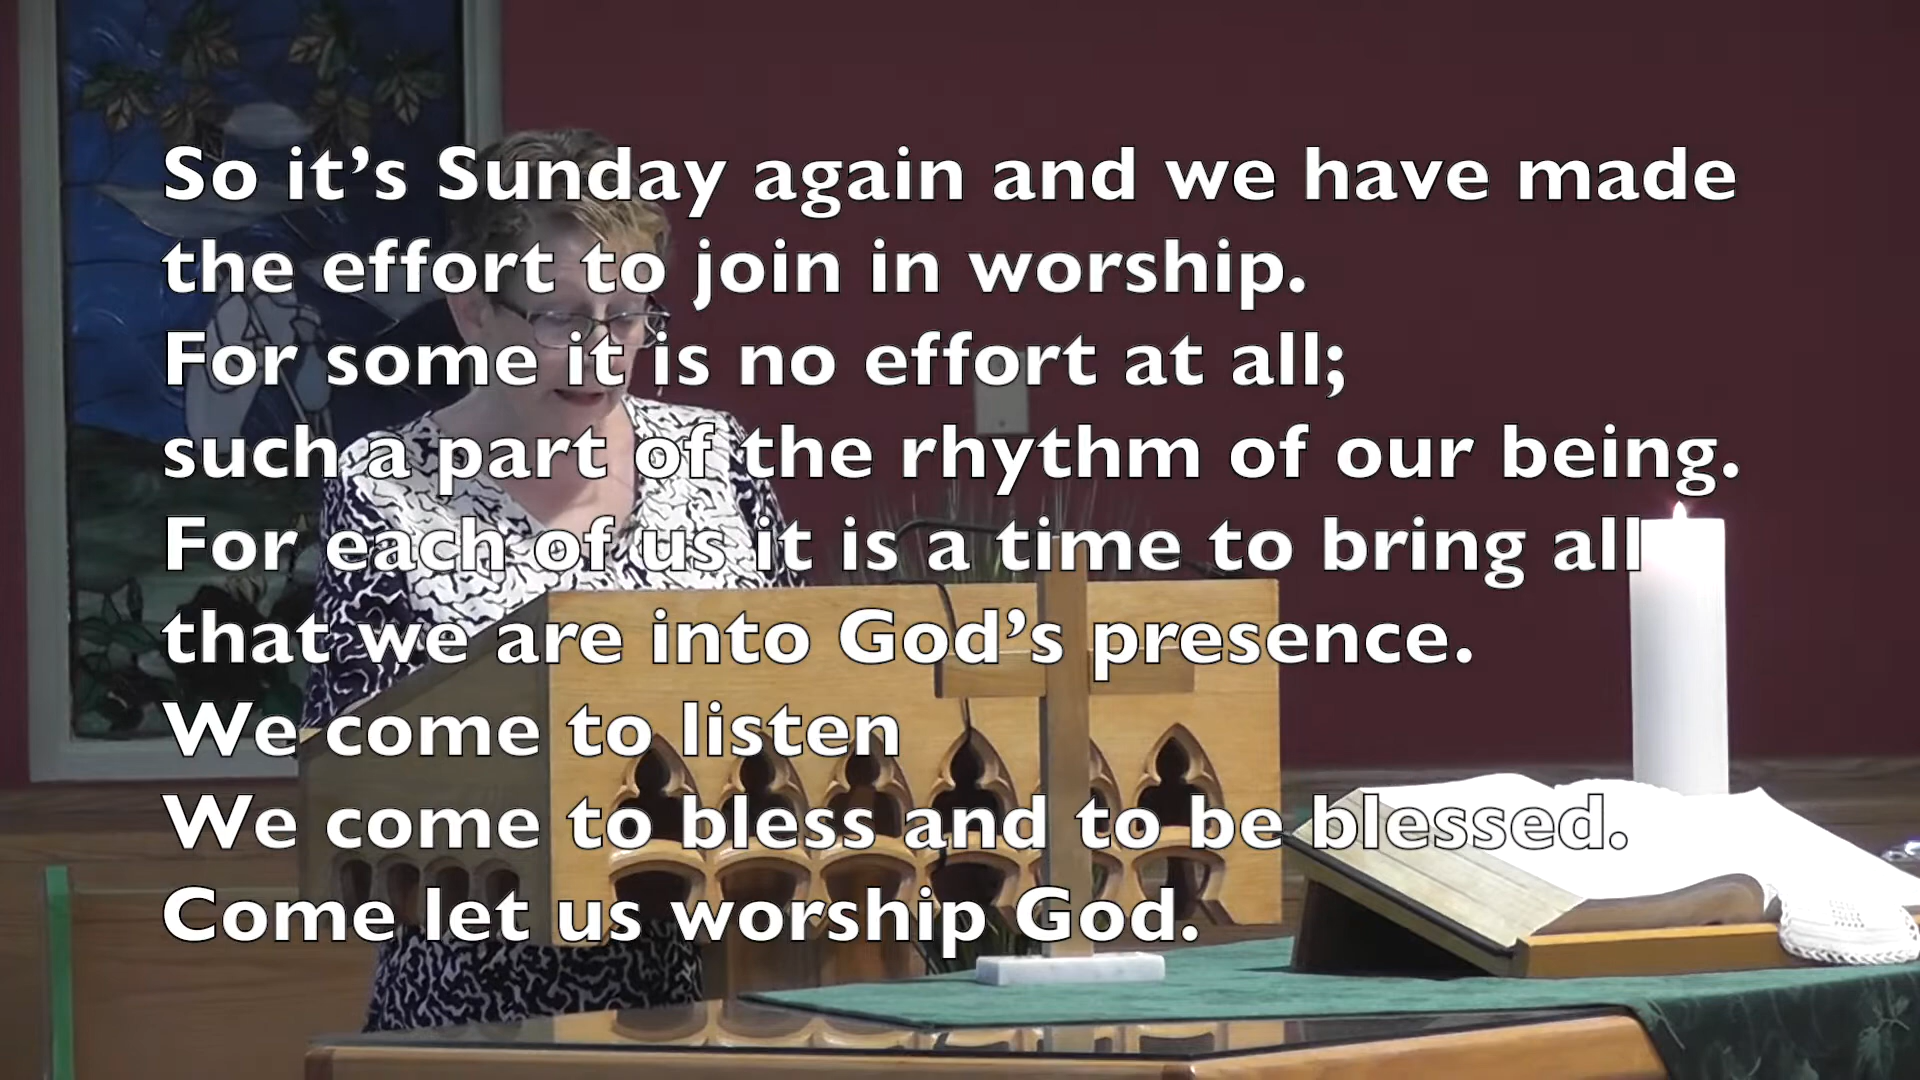 So it’s Sunday again and we have made
the effort to join in worship.
For some it is no effort at all;
such a part of the rhythm of our being.
For each of us it is a time to bring all
that we are into God’s presence.
We come to listen
We come to bless and to be blessed.
Come let us worship God.